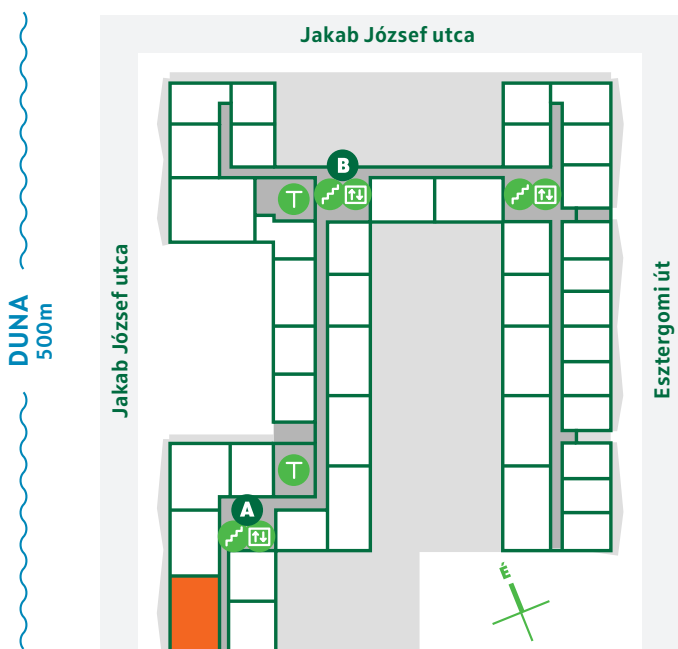 Jakab József utca
B
T
Jakab József utca
DUNA
500m
Esztergomi út
T
A
É